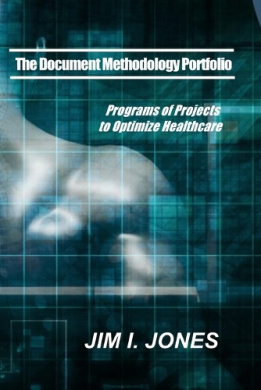 The Document Methodology Portfolio
Programs of Projects
to Optimize Healthcare
JIM I. JONES